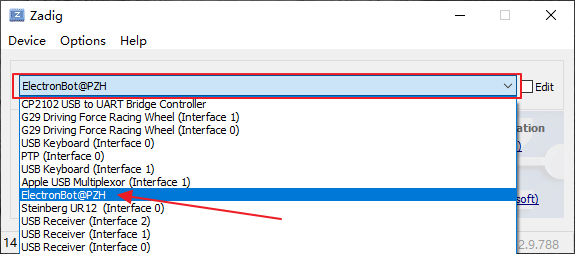 Zadig
Device Options Help
ElectronBot@PZH
Edit
CP2102 USB to UART Bridge Controller
G29 Driving Force Racing Wheel (Interface 1)
G29 Driving Force Racing Wheel (Interface 0)
USB Keyboard (Interface 0)
PTP (Interface 0)
USB Keyboard (Interface 1)
Apple USB Multiplexor (Interface 1)
ElectronBot@PZH
Steinberg UR12 (Interface 0)
USB Receiver (Interface 2)
USB Receiver (Interface 1)
USB Receiver (Interface 0)
ation
)
soft)
14
2.9.788